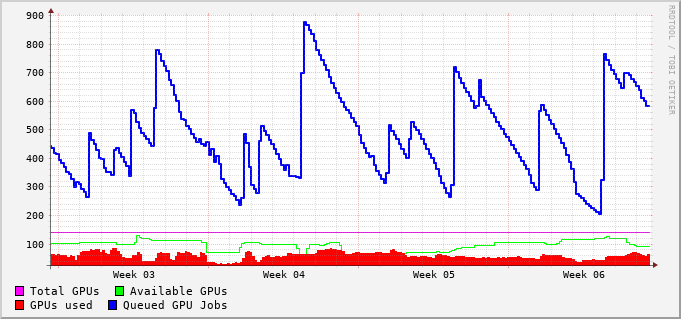 900
800
700
600
500
400
300
200
100
Week 03 Week 04 Week 05 Week 06
Total GPUs Available GPUs
GPUs used Queued GPU Jobs
RRDTOOL / TOBI OETIKER